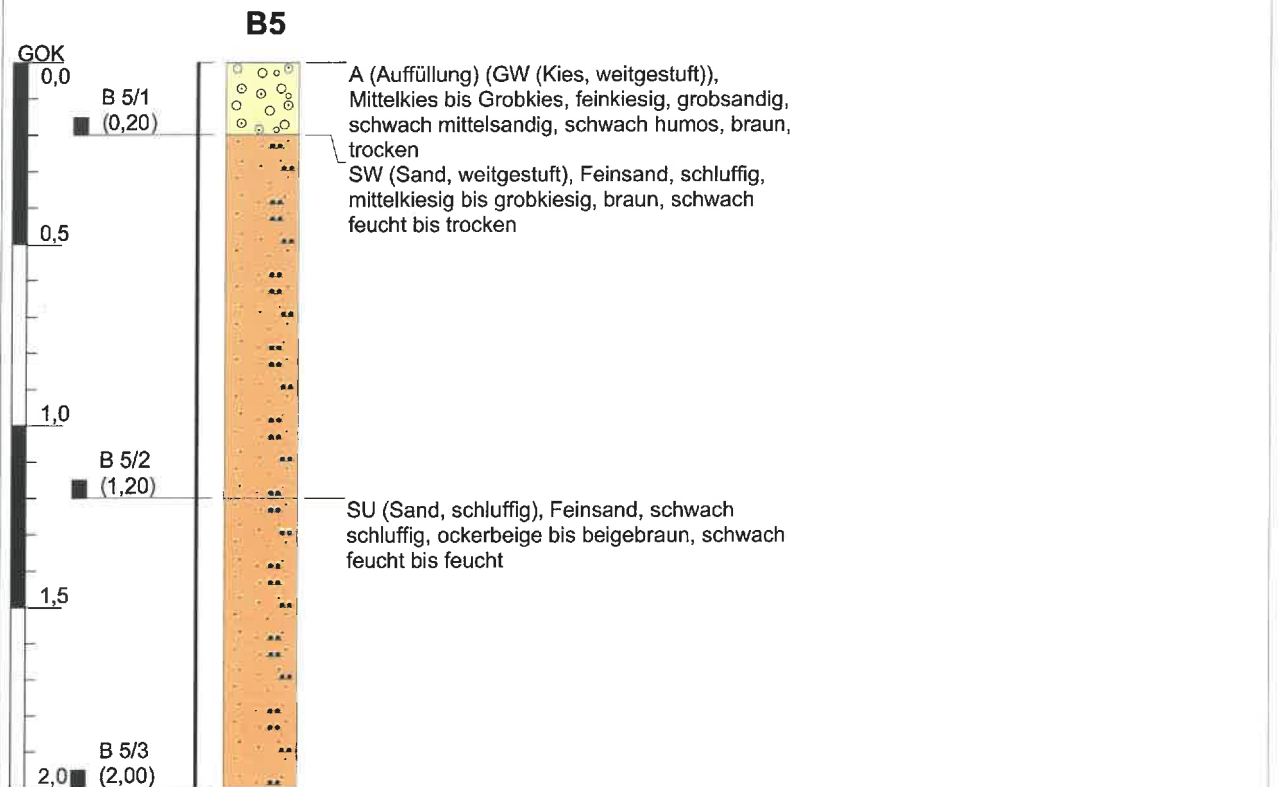 B5
GOK
0,0
B 5/1
(0,20)
A (Auffüllung) (GW (Kies, weitgestuft)),
Mittelkies bis Grobkies, feinkiesig, grobsandig,
schwach mittelsandig, schwach humos, braun,
trocken
SW (Sand, weitgestuft), Feinsand, schluffig,
mittelkiesig bis grobkiesig, braun, schwach
feucht bis trocken
0,5
1,0
B 5/2
(1,20)
SU (Sand, schluffig), Feinsand, schwach
schluffig, ockerbeige bis beigebraun, schwach
feucht bis feucht
1,5
B 5/3
2,0 (2,00)